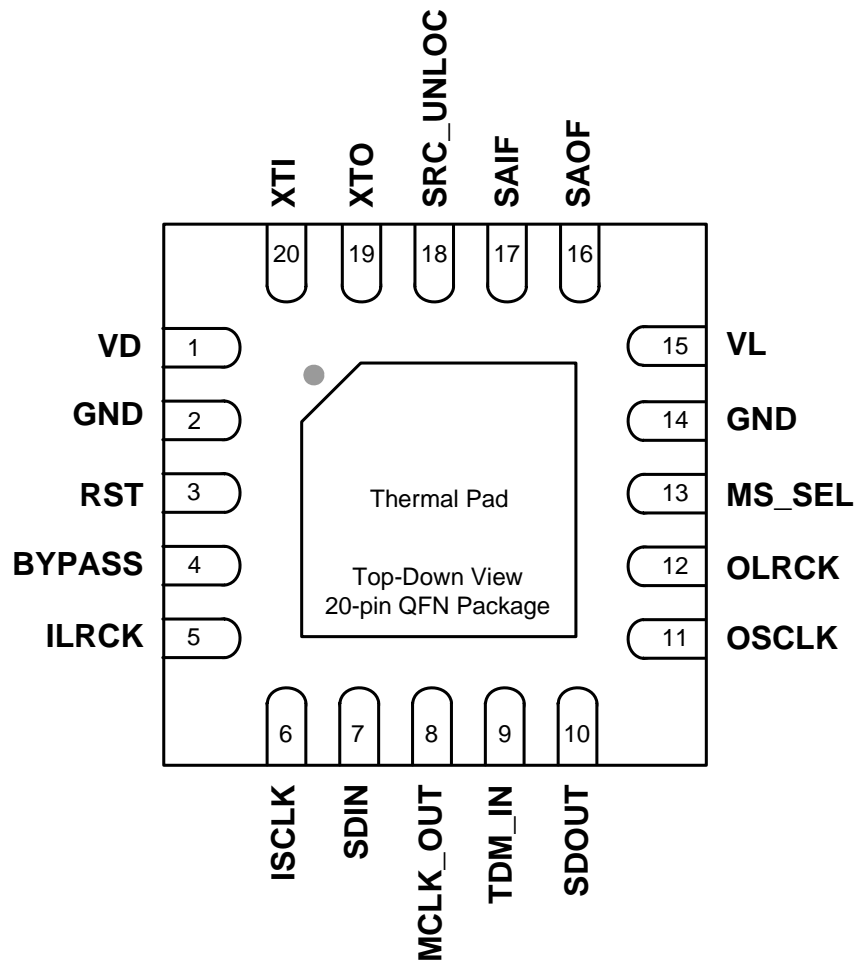 XTI
XTO
SRC_UNLOC
SAIF
SAOF
20
19
18
17
16
VD
1
15
VL
GND
2
14
GND
RST
3
Thermal Pad
13
MS_SEL
BYPASS
4
Top-Down View
12
OLRCK
20-pin QFN Package
ILRCK
5
11
OSCLK
6
7
8
9
10
ISCLK
SDIN
MCLK_OUT
TDM_IN
SDOUT